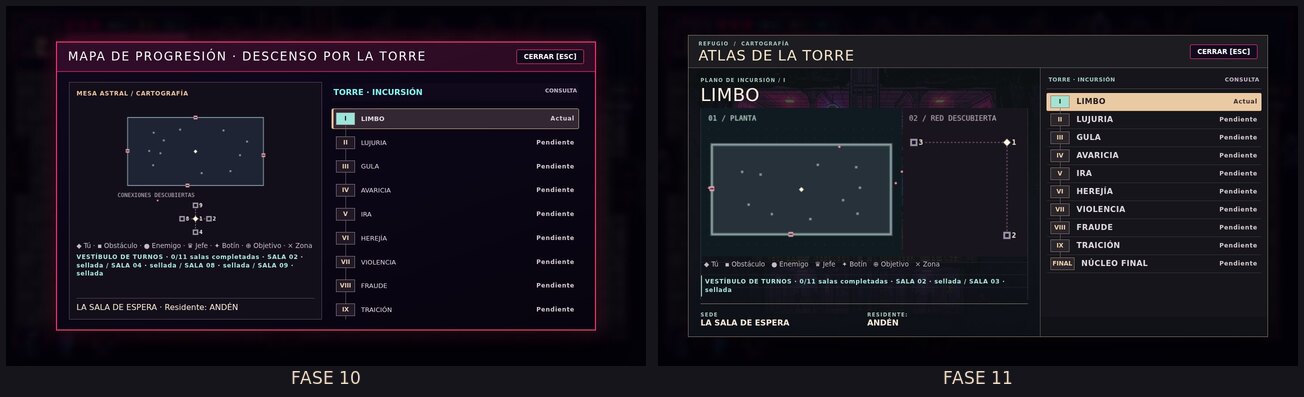 MAPA DE PROGRESIÓN · DESCENSO POR LA TORRE
CERRAR [ESC]
MESA ASTRAL / CARTOGRAFÍA
CONEXIONES DESCUBIERTAS
9
8
1
2
4
◆ Tú · ▪ Obstáculo · ● Enemigo · ♛ Jefe · ✦ Botín · ⊕ Objetivo · × Zona
VESTÍBULO DE TURNOS · 0/11 salas completadas · SALA 02 ·
sellada / SALA 04 · sellada / SALA 08 · sellada / SALA 09 ·
sellada
LA SALA DE ESPERA · Residente: ANDÉN
TORRE · INCURSIÓN
CONSULTA
I LIMBO Actual
II LUJURIA Pendiente
III GULA Pendiente
IV AVARICIA Pendiente
V IRA Pendiente
VI HEREJÍA Pendiente
VII VIOLENCIA Pendiente
VIII FRAUDE Pendiente
IX TRAICIÓN Pendiente
FASE 10
REFUGIO / CARTOGRAFÍA
ATLAS DE LA TORRE
CERRAR [ESC]
PLANO DE INCURSIÓN / I
LIMBO
01 / PLANTA
02 / RED DESCUBIERTA
3
1
2
◆ Tú ▪ Obstáculo ● Enemigo ♛ Jefe ✦ Botín ⊕ Objetivo × Zona
VESTÍBULO DE TURNOS · 0/11 salas completadas · SALA 02 · sellada / SALA 03 ·
sellada
SEDE
LA SALA DE ESPERA
RESIDENTE:
ANDÉN
TORRE · INCURSIÓN
CONSULTA
I LIMBO Actual
II LUJURIA Pendiente
III GULA Pendiente
IV AVARICIA Pendiente
V IRA Pendiente
VI HEREJÍA Pendiente
VII VIOLENCIA Pendiente
VIII FRAUDE Pendiente
IX TRAICIÓN Pendiente
FINAL NÚCLEO FINAL Pendiente
FASE 11